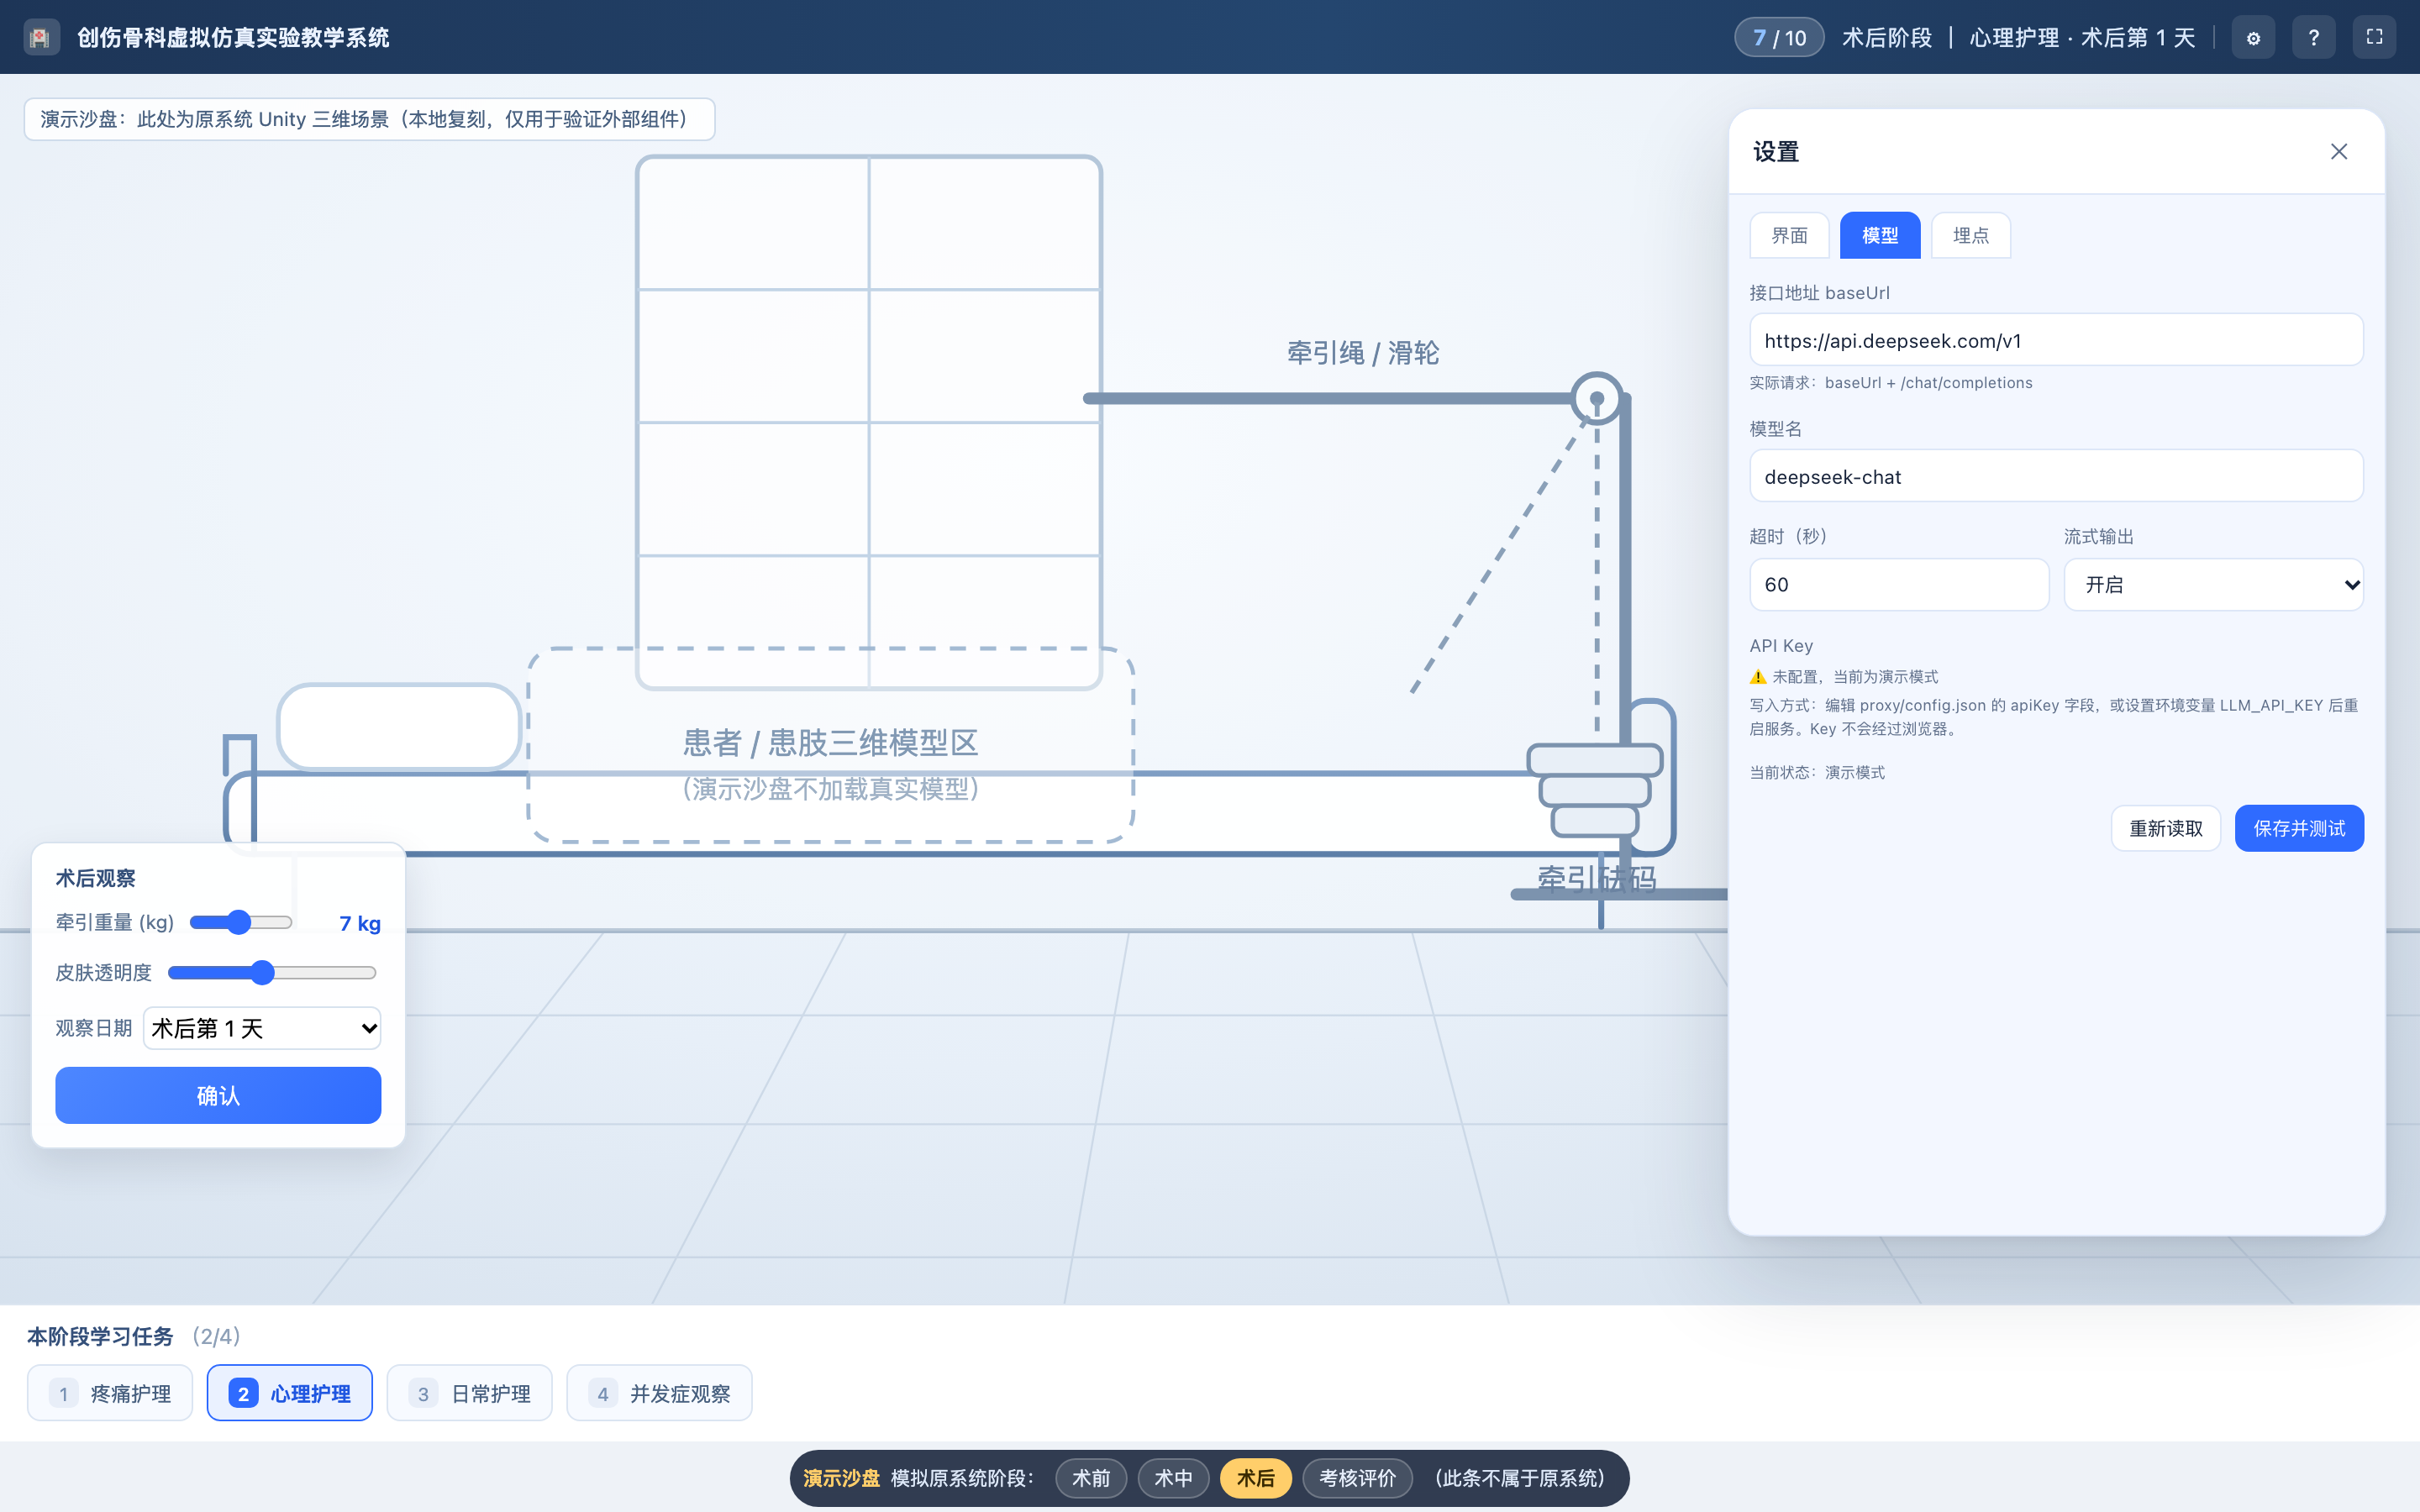 创伤骨科虚拟仿真实验教学系统
7 / 10 术后阶段 | 心理护理 · 术后第 1 天 ?
演示沙盘：此处为原系统 Unity 三维场景（本地复刻，仅用于验证外部组件）
设置
界面 模型 埋点
接口地址 baseUrl
https://api.deepseek.com/v1
实际请求：baseUrl + /chat/completions
模型名
deepseek-chat
超时（秒） 流式输出
60 开启
API Key
未配置，当前为演示模式
写入方式：编辑 proxy/config.json 的 apiKey 字段，或设置环境变量 LLM_API_KEY 后重
启服务。Key 不会经过浏览器。
当前状态：演示模式
重新读取 保存并测试
牵引绳 / 滑轮
患者 / 患肢三维模型区
（演示沙盘不加载真实模型）
牵引砝码
术后观察
牵引重量 (kg) 7 kg
皮肤透明度
观察日期 术后第 1 天
确认
本阶段学习任务 （2/4）
1 疼痛护理 2 心理护理 3 日常护理 4 并发症观察
演示沙盘 模拟原系统阶段： 术前 术中 术后 考核评价 （此条不属于原系统）